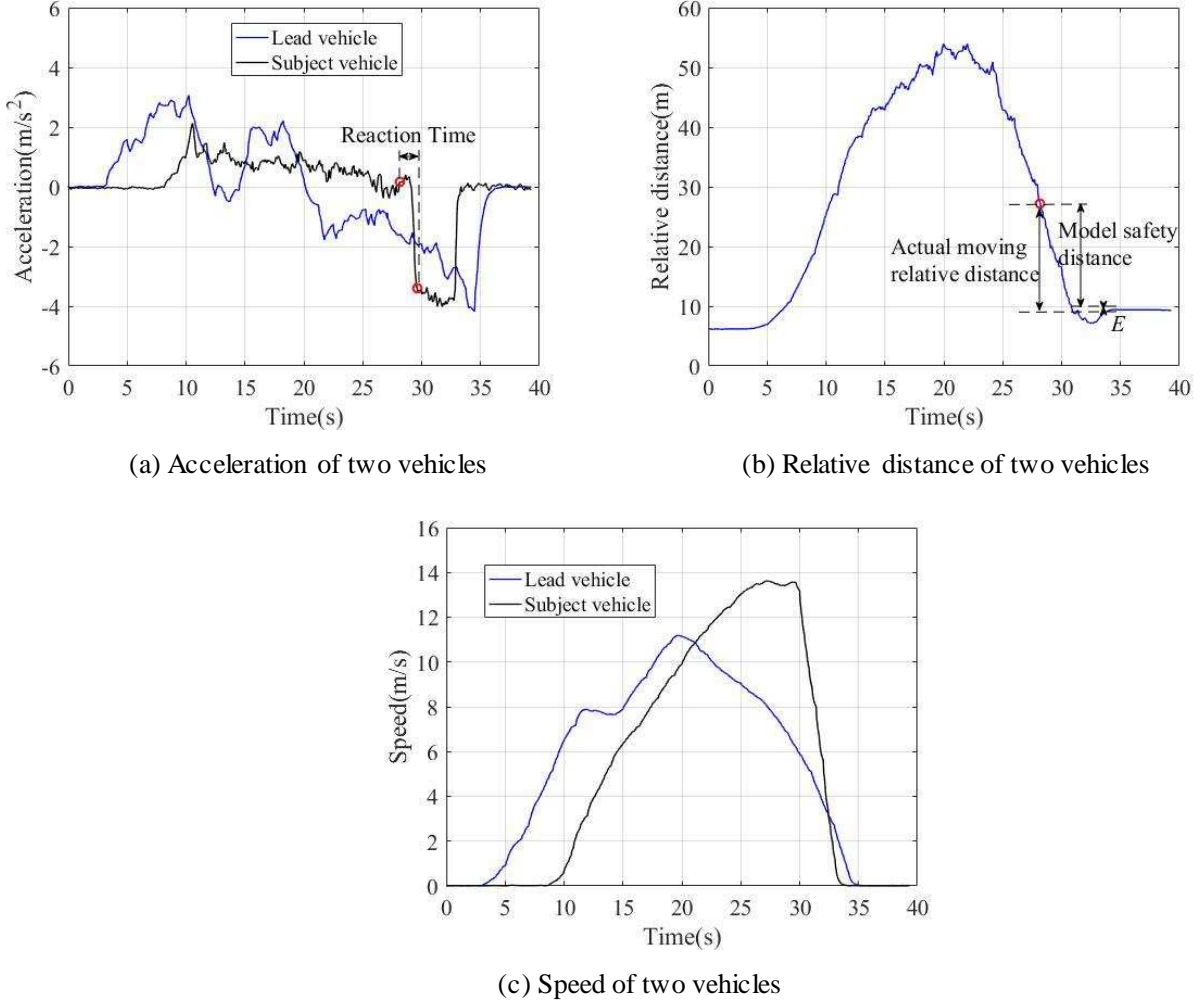 Lead vehicle
Subject vehicle
Reaction Time
Acceleration(m/s²)
6
4
2
0
-2
-4
-6
0 5 10 15 20 25 30 35 40
Time(s)
(a) Acceleration of two vehicles
Relative distance(m)
60
50
40
30
20
10
0
Actual moving
relative distance
Model safety
distance
E
0 5 10 15 20 25 30 35 40
Time(s)
(b) Relative distance of two vehicles
Speed(m/s)
16
14
12
10
8
6
4
2
0
Lead vehicle
Subject vehicle
0 5 10 15 20 25 30 35 40
Time(s)
(c) Speed of two vehicles